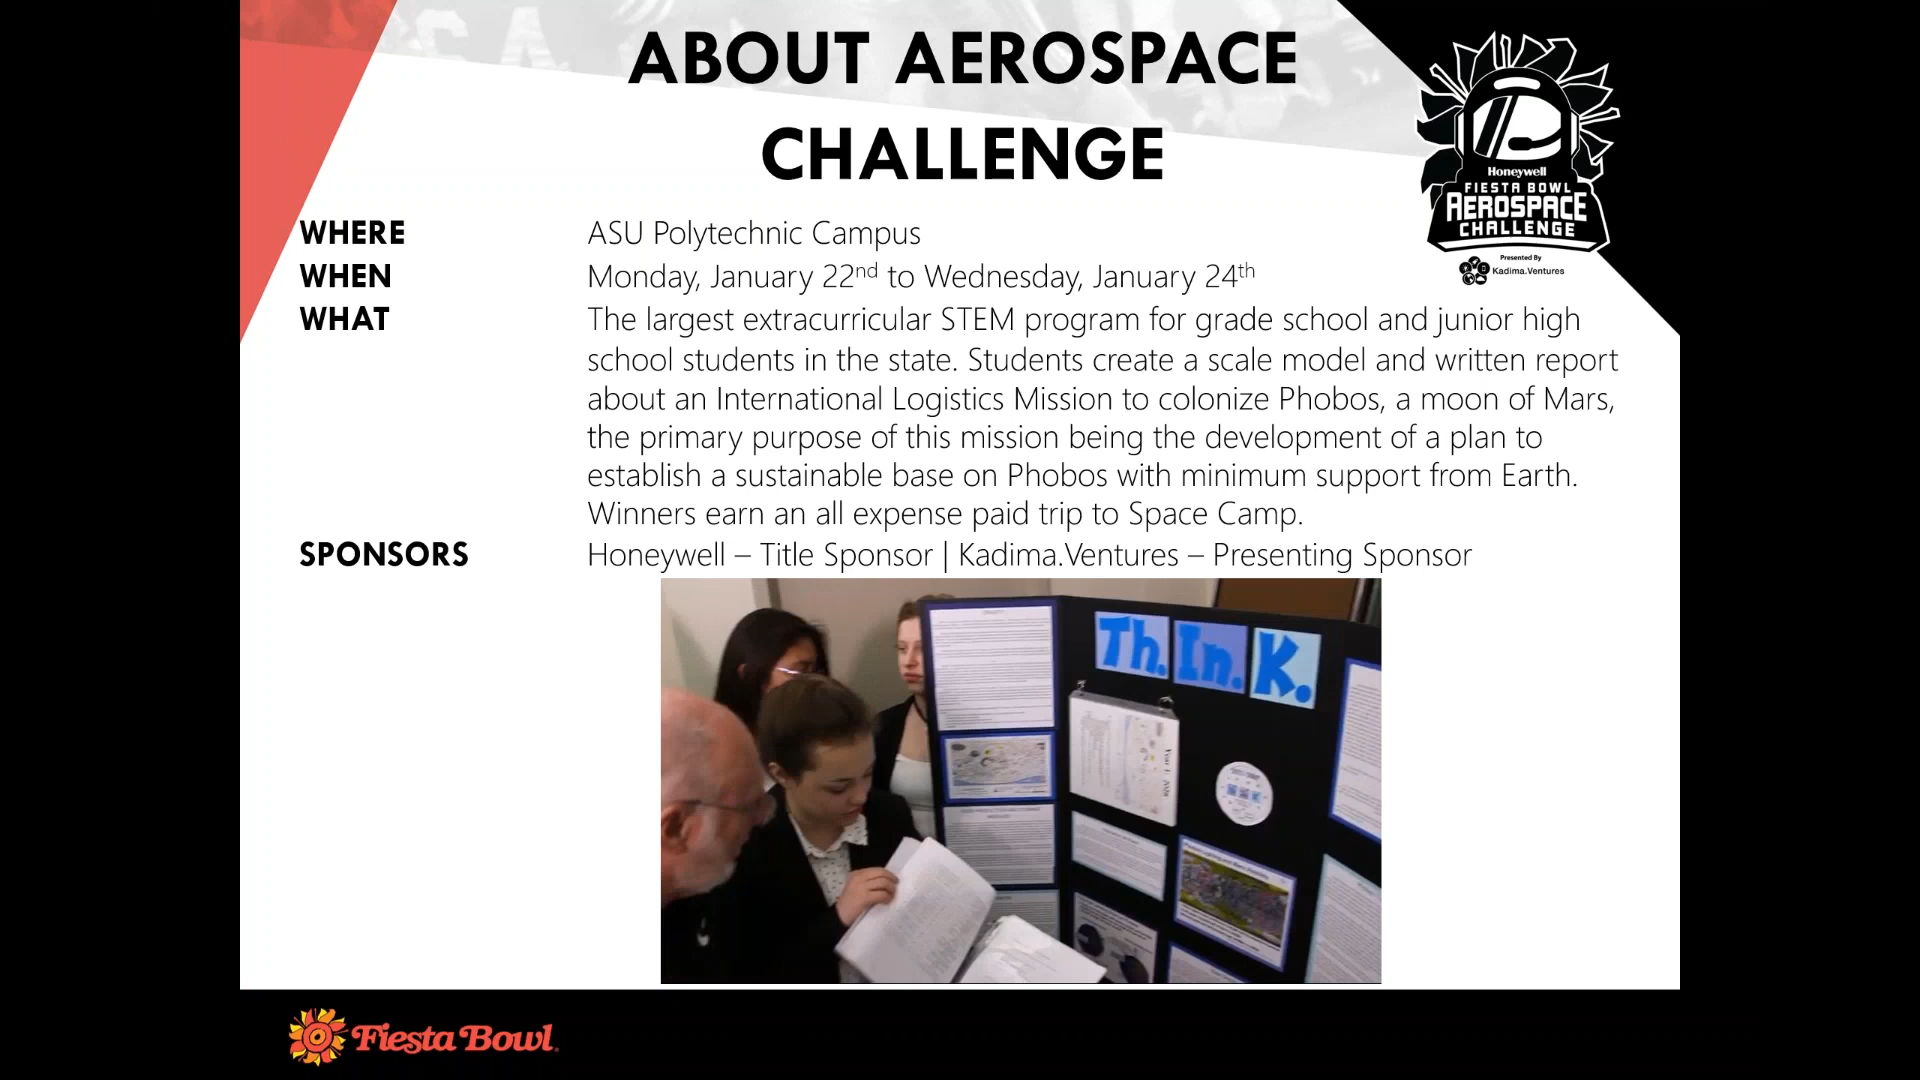 ABOUT AEROSPACE
CHALLENGE
Honeywell
FIESTA BOWL
AEROSPACE
CHALLENGE
Presented By
Kadima.Ventures
WHERE ASU Polytechnic Campus
WHEN Monday, January 22nd to Wednesday, January 24th
WHAT The largest extracurricular STEM program for grade school and junior high
school students in the state. Students create a scale model and written report
about an International Logistics Mission to colonize Phobos, a moon of Mars,
the primary purpose of this mission being the development of a plan to
establish a sustainable base on Phobos with minimum support from Earth.
Winners earn an all expense paid trip to Space Camp.
SPONSORS Honeywell – Title Sponsor | Kadima.Ventures – Presenting Sponsor
Th. In. K.
Fiesta Bowl